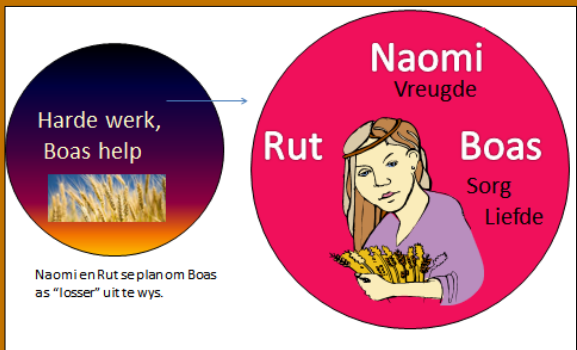 Harde werk,
Boas help
Naomi en Rut se plan om Boas
as “losser” uit te wys.
Naomi
Vreugde
Rut
Boas
Sorg
Liefde